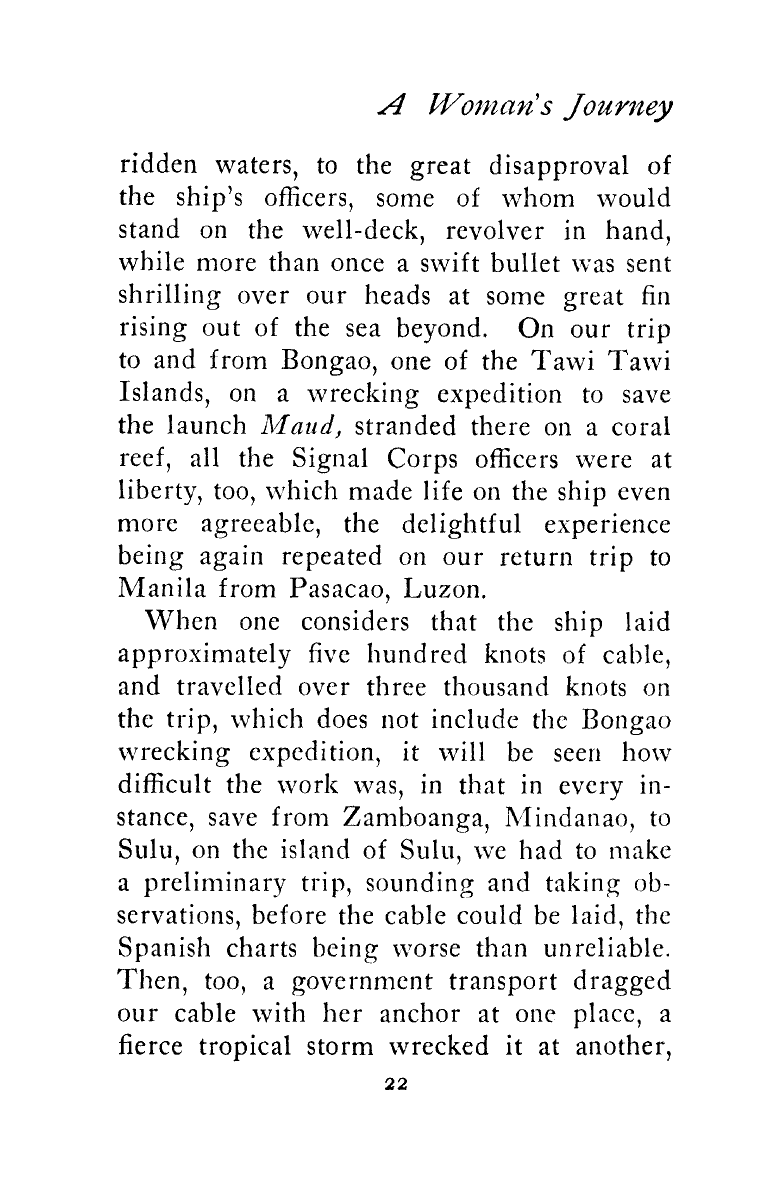 A Woman's Journey
ridden waters, to the great disapproval of
the ship's officers, some of whom would
stand on the well-deck, revolver in hand,
while more than once a swift bullet was sent
shrilling over our heads at some great fin
rising out of the sea beyond. On our trip
to and from Bongao, one of the Tawi Tawi
Islands, on a wrecking expedition to save
the launch Maud, stranded there on a coral
reef, all the Signal Corps officers were at
liberty, too, which made life on the ship even
more agreeable, the delightful experience
being again repeated on our return trip to
Manila from Pasacao, Luzon.
When one considers that the ship laid
approximately five hundred knots of cable,
and travelled over three thousand knots on
the trip, which does not include the Bongao
wrecking expedition, it will be seen how
difficult the work was, in that in every in-
stance, save from Zamboanga, Mindanao, to
Sulu, on the island of Sulu, we had to make
a preliminary trip, sounding and taking ob-
servations, before the cable could be laid, the
Spanish charts being worse than unreliable.
Then, too, a government transport dragged
our cable with her anchor at one place, a
fierce tropical storm wrecked it at another,
22